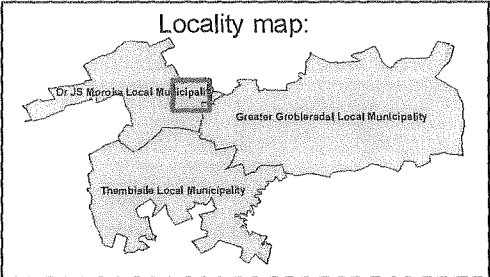 Locality map:
Dr JS Moroka Local Municipality
Greater Groblersdal Local Municipality
Thembisile Local Municipality